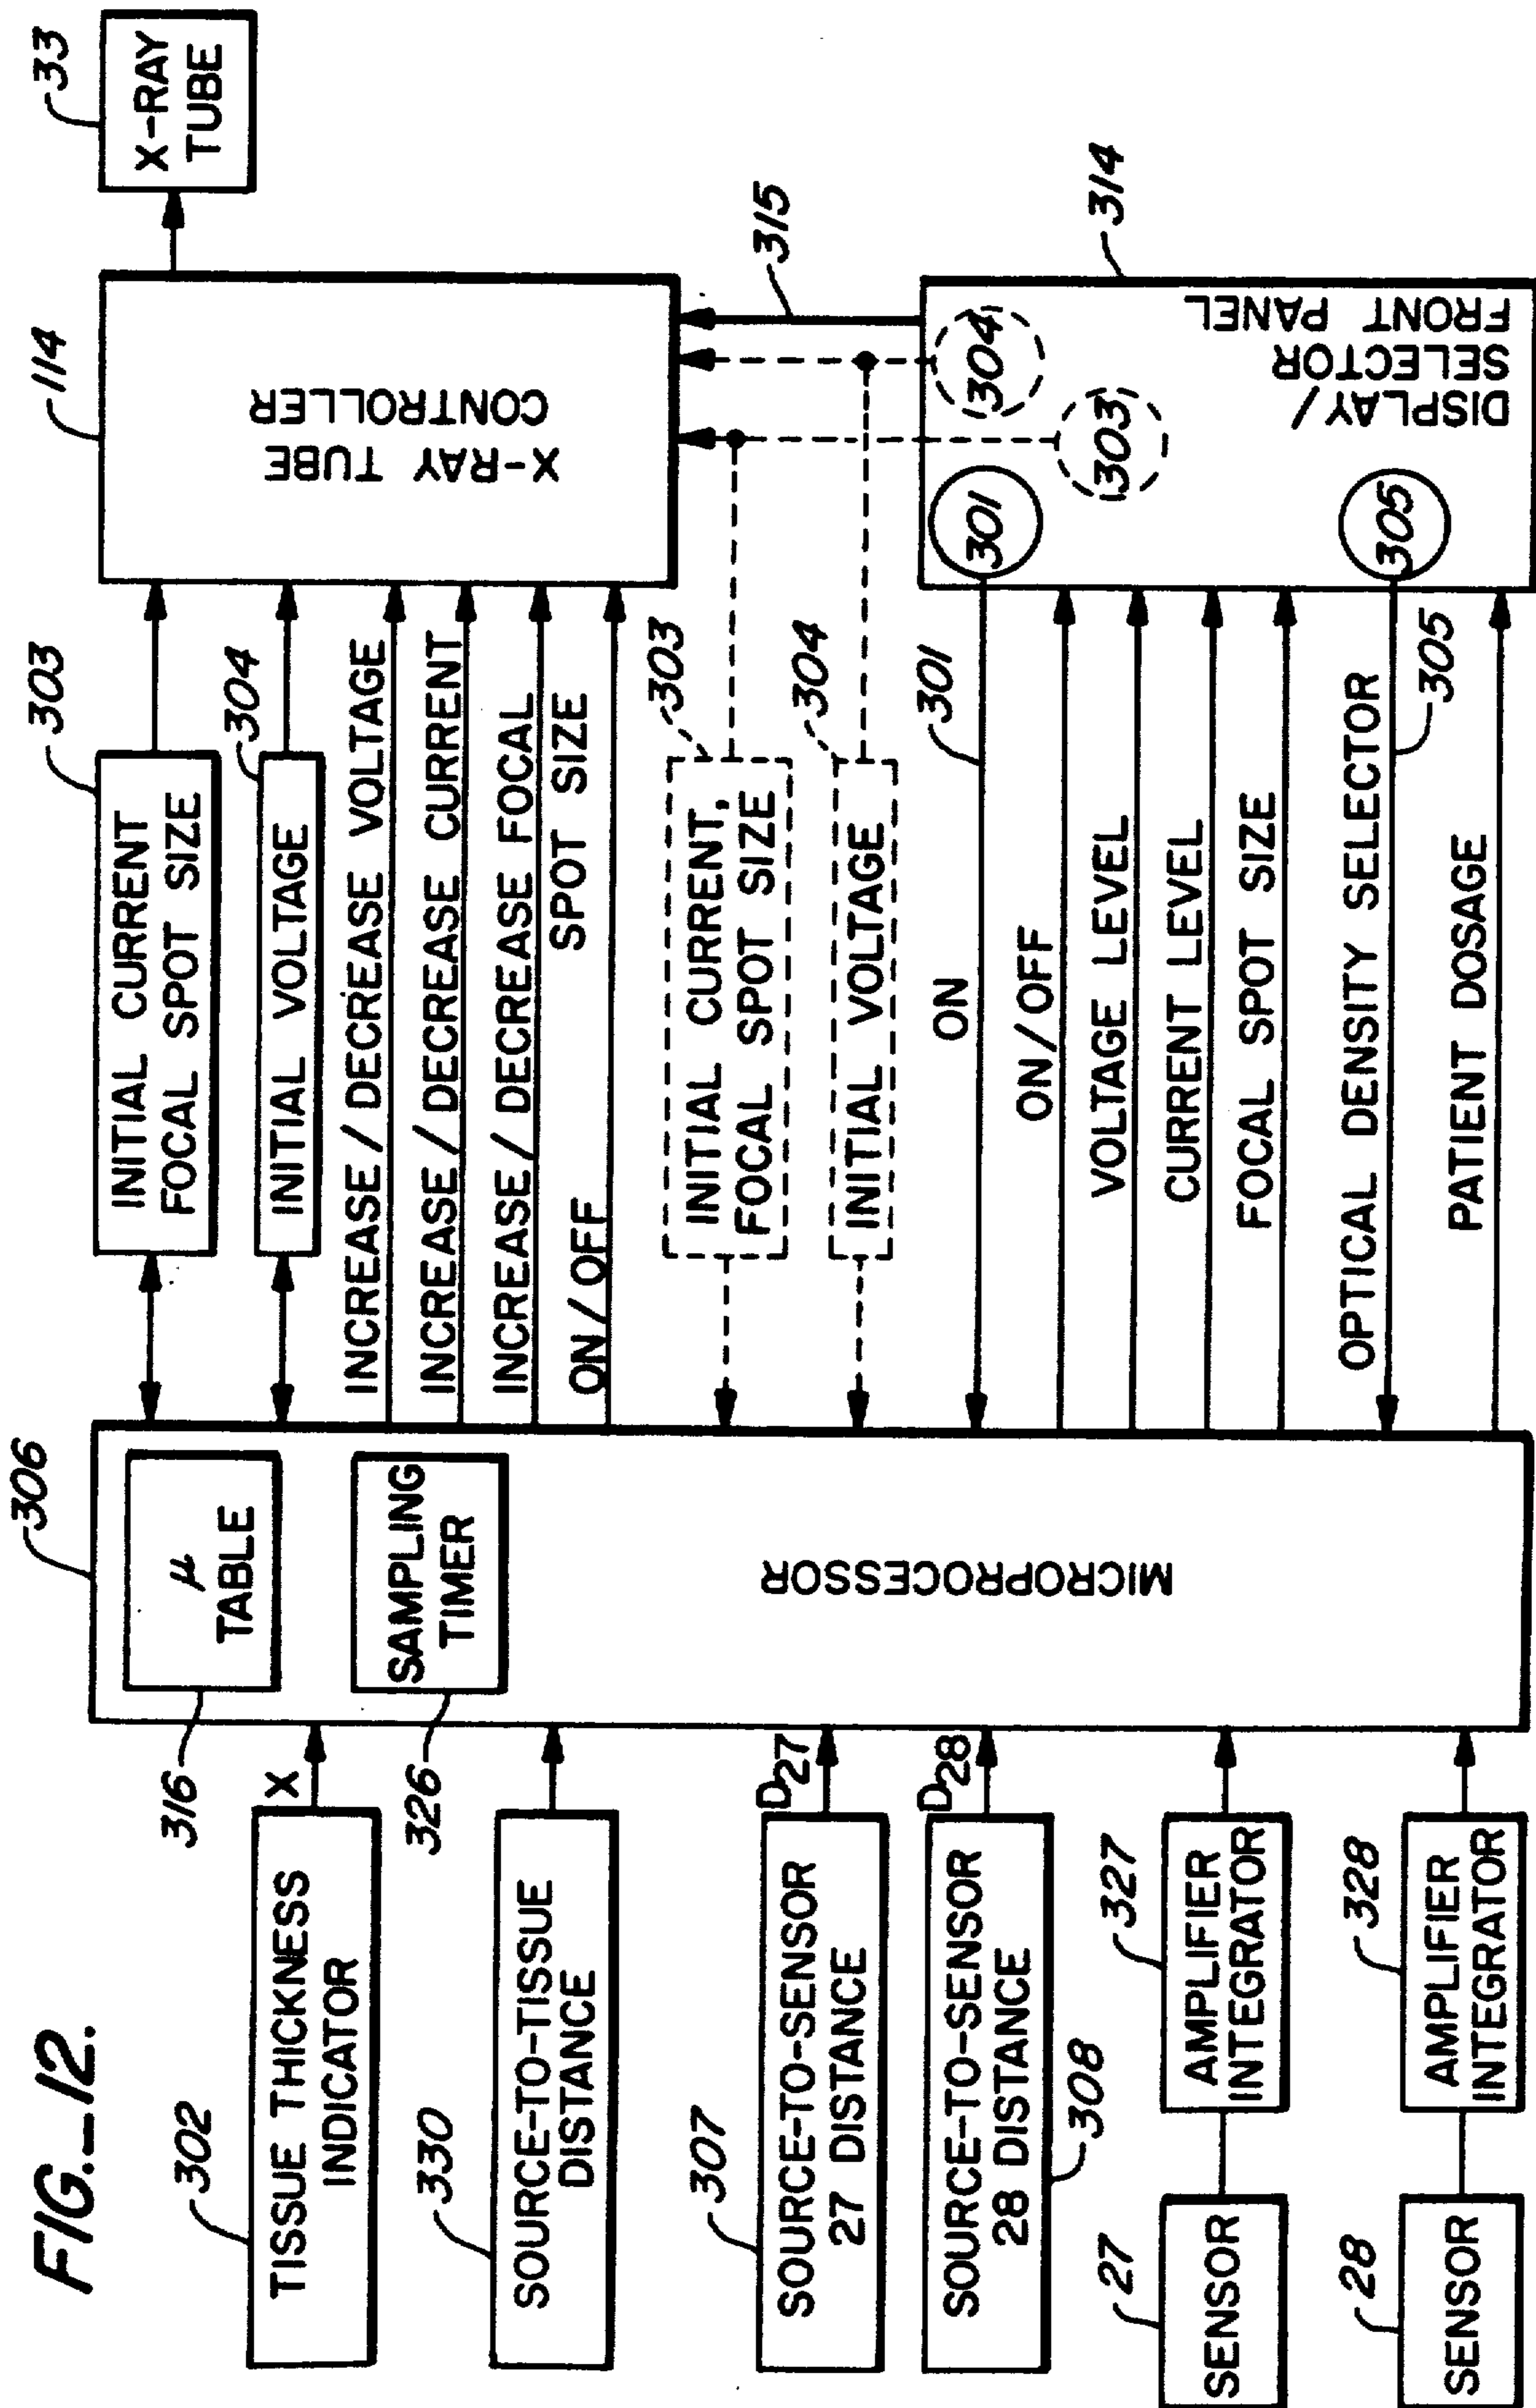 FIG._12.
302
TISSUE THICKNESS
INDICATOR
X
330
SOURCE-TO-TISSUE
DISTANCE
307
SOURCE-TO-SENSOR
27 DISTANCE
D27
SOURCE-TO-SENSOR
28 DISTANCE
D28
308
27
SENSOR
327
AMPLIFIER
INTEGRATOR
28
SENSOR
328
AMPLIFIER
INTEGRATOR
306
316
μ
TABLE
326
SAMPLING
TIMER
MICROPROCESSOR
303
INITIAL CURRENT
FOCAL SPOT SIZE
304
INITIAL VOLTAGE
INCREASE/DECREASE VOLTAGE
INCREASE/DECREASE CURRENT
INCREASE/DECREASE FOCAL
SPOT SIZE
ON/OFF
303
INITIAL CURRENT,
FOCAL SPOT SIZE
304
INITIAL VOLTAGE
301
ON
ON/OFF
VOLTAGE LEVEL
CURRENT LEVEL
FOCAL SPOT SIZE
OPTICAL DENSITY SELECTOR
305
PATIENT DOSAGE
114
X-RAY TUBE
CONTROLLER
33
X-RAY
TUBE
315
314
301
304
303
305
DISPLAY/
SELECTOR
FRONT PANEL